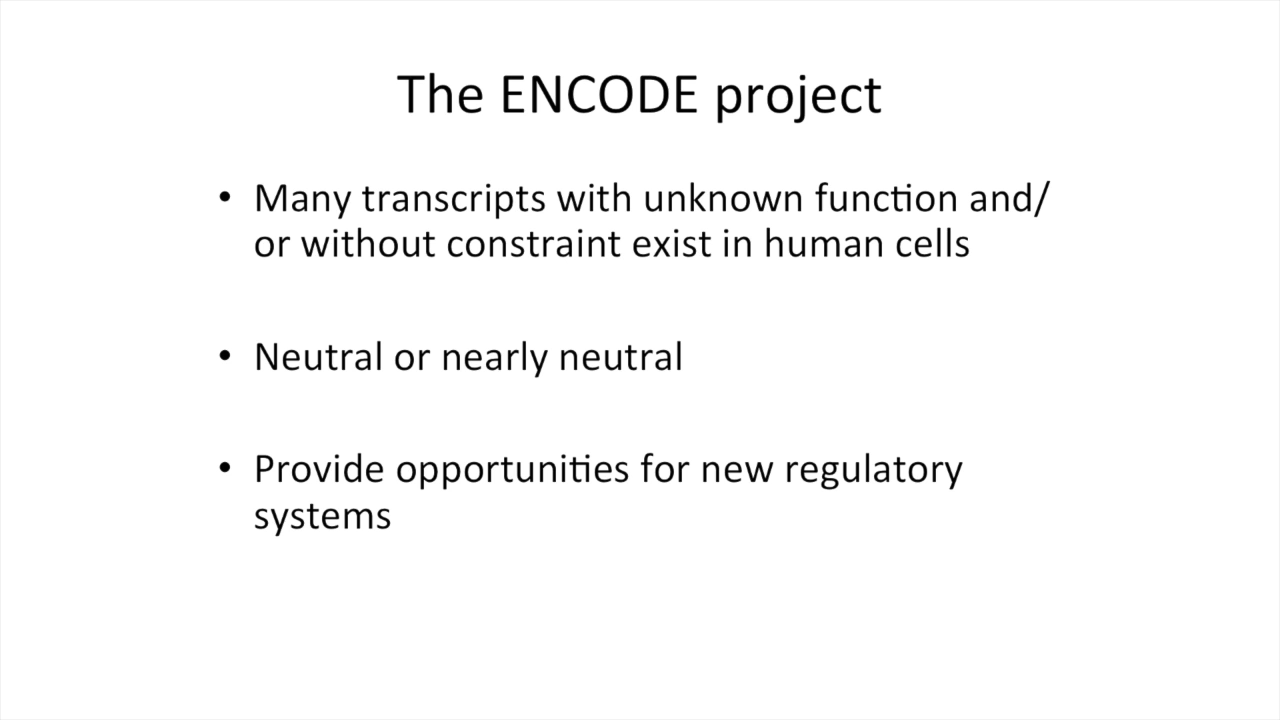 The ENCODE project
• Many transcripts with unknown function and/
or without constraint exist in human cells
• Neutral or nearly neutral
• Provide opportunities for new regulatory
systems